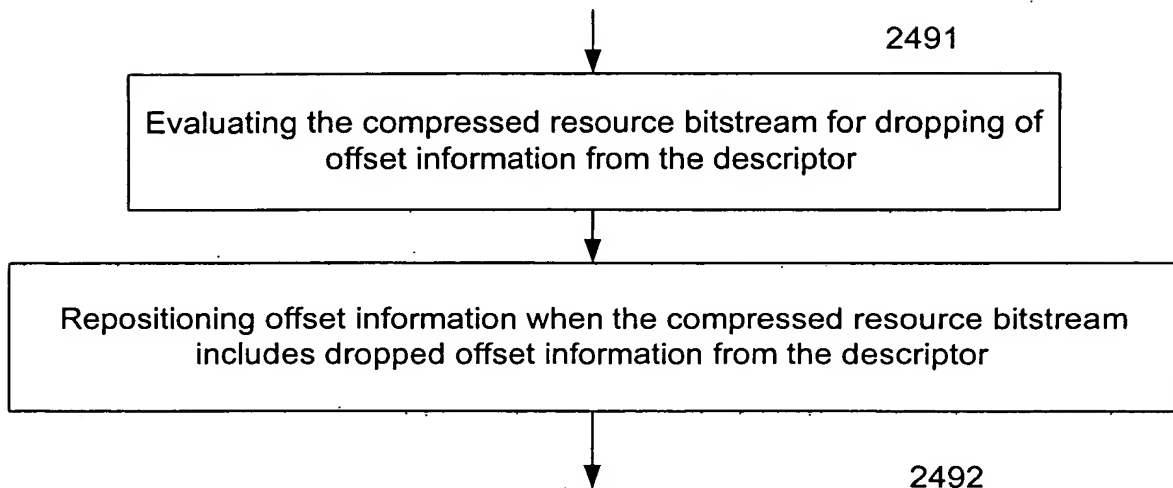 2491
Evaluating the compressed resource bitstream for dropping of
offset information from the descriptor
Repositioning offset information when the compressed resource bitstream
includes dropped offset information from the descriptor
2492